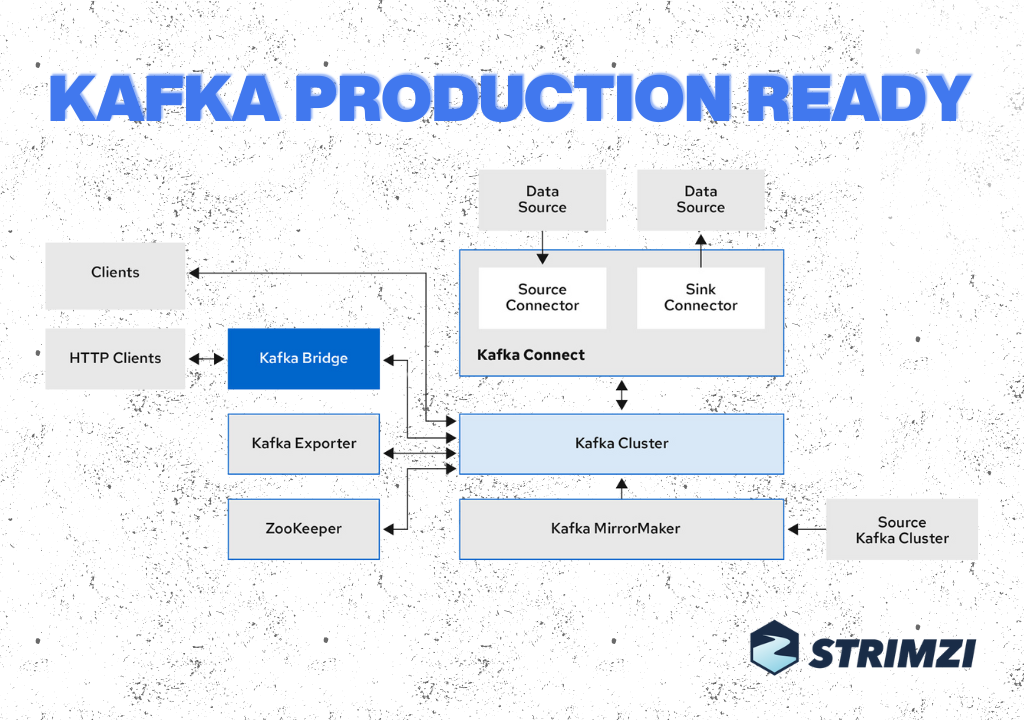 KAFKA PRODUCTION READY
Data
Source
Data
Source
Clients
Source
Connector
Sink
Connector
Kafka Connect
HTTP Clients
Kafka Bridge
Kafka Exporter
Kafka Cluster
ZooKeeper
Kafka MirrorMaker
Source
Kafka Cluster
STRIMZI